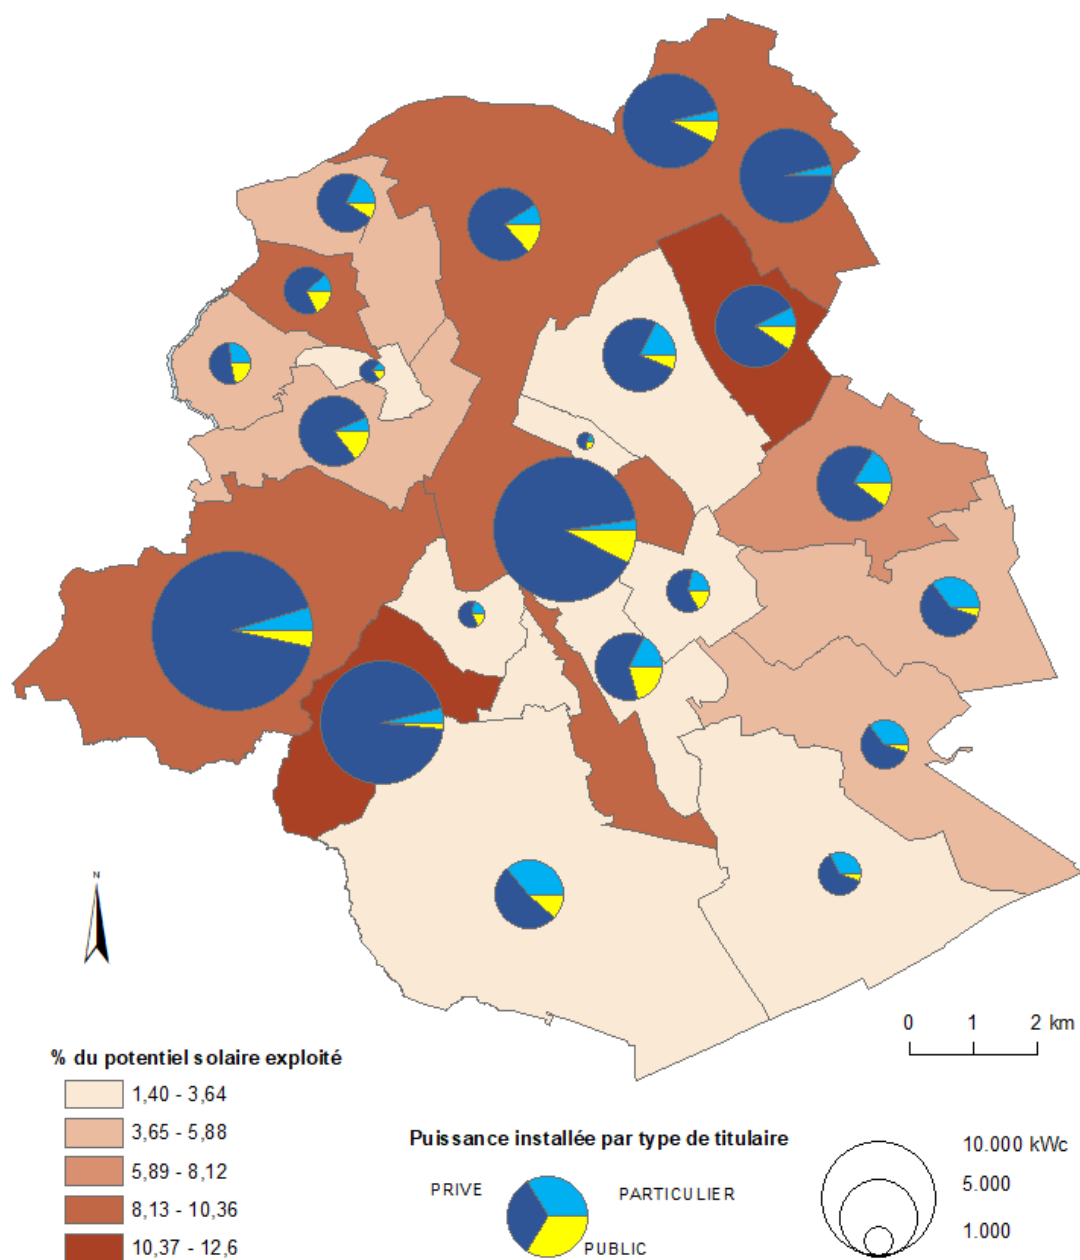 N
0 1 2 km
% du potentiel solaire exploité
1,40 - 3,64
3,65 - 5,88
5,89 - 8,12
8,13 - 10,36
10,37 - 12,6
Puissance installée par type de titulaire
PRIVE
PARTICULIER
PUBLIC
10.000 kWc
5.000
1.000